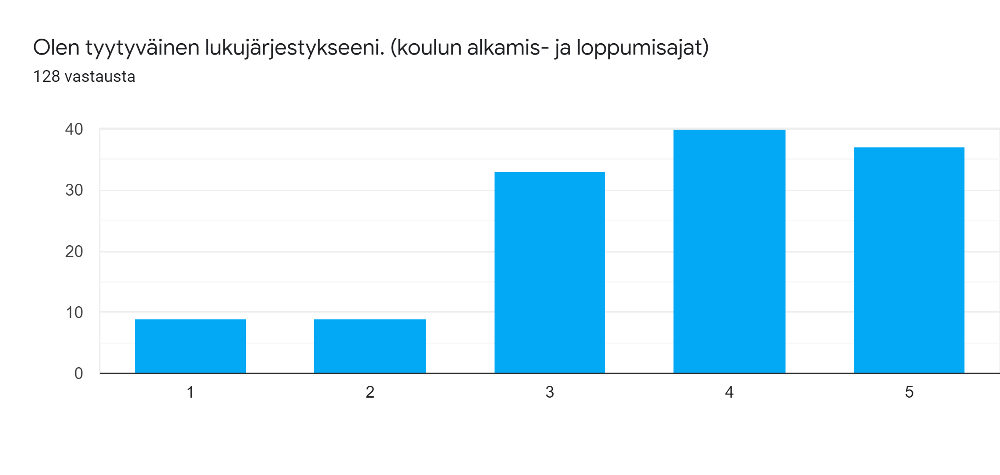 Olen tyytyväinen lukujärjestykseeni. (koulun alkamis- ja loppumisajat)
128 vastausta
40
30
20
10
0
1 2 3 4 5